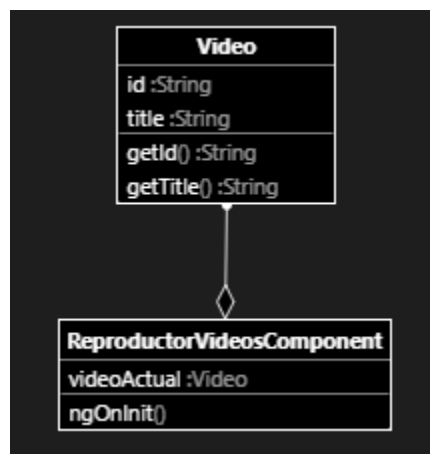 Video
id :String
title :String
getId() :String
getTitle() :String
ReproductorVideosComponent
videoActual :Video
ngOnInit()